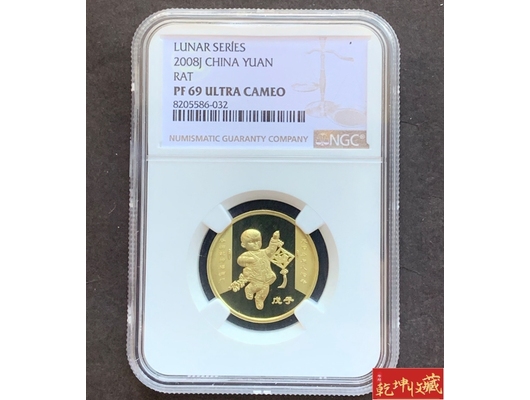 LUNAR SERIES
2008J CHINA YUAN
RAT
PF 69 ULTRA CAMEO
8205586-032
NUMISMATIC GUARANTY COMPANY
NGC
戊子
乾坤收藏